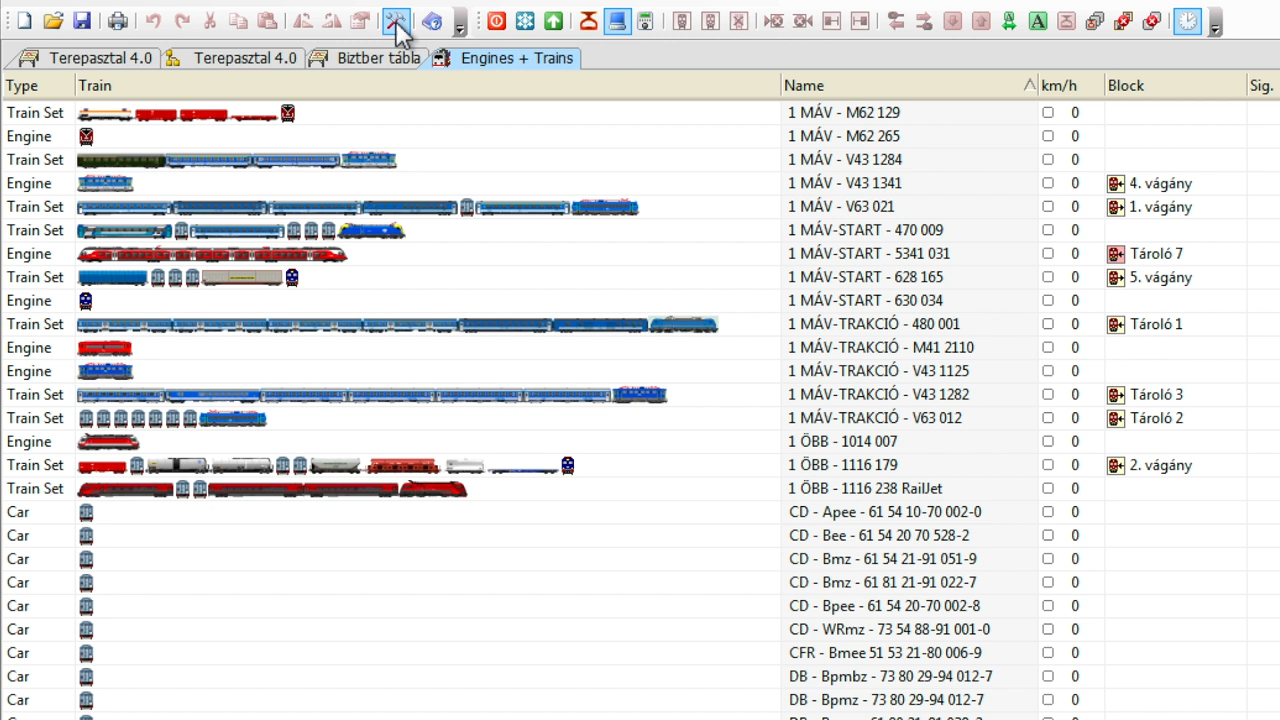 Terepasztal 4.0 Terepasztal 4.0 Biztber tábla Engines + Trains
Type Train Name km/h Block Sig.
Train Set 1 MÁV - M62 129 0
Engine 1 MÁV - M62 265 0
Train Set 1 MÁV - V43 1284 0
Engine 1 MÁV - V43 1341 0 4. vágány
Train Set 1 MÁV - V63 021 0 1. vágány
Train Set 1 MÁV-START - 470 009 0
Engine 1 MÁV-START - 5341 031 0 Tároló 7
Train Set 1 MÁV-START - 628 165 0 5. vágány
Engine 1 MÁV-START - 630 034 0
Train Set 1 MÁV-TRAKCIÓ - 480 001 0 Tároló 1
Engine 1 MÁV-TRAKCIÓ - M41 2110 0
Engine 1 MÁV-TRAKCIÓ - V43 1125 0
Train Set 1 MÁV-TRAKCIÓ - V43 1282 0 Tároló 3
Train Set 1 MÁV-TRAKCIÓ - V63 012 0 Tároló 2
Engine 1 ÖBB - 1014 007 0
Train Set 1 ÖBB - 1116 179 0 2. vágány
Train Set 1 ÖBB - 1116 238 RailJet 0
Car CD - Apee - 61 54 10-70 002-0 0
Car CD - Bee - 61 54 20 70 528-2 0
Car CD - Bmz - 61 54 21-91 051-9 0
Car CD - Bmz - 61 81 21-91 022-7 0
Car CD - Bpee - 61 54 20-70 002-8 0
Car CD - WRmz - 73 54 88-91 001-0 0
Car CFR - Bmee 51 53 21-80 006-9 0
Car DB - Bpmbz - 73 80 29-94 012-7 0
Car DB - Bpmz - 73 80 29-94 012-7 0